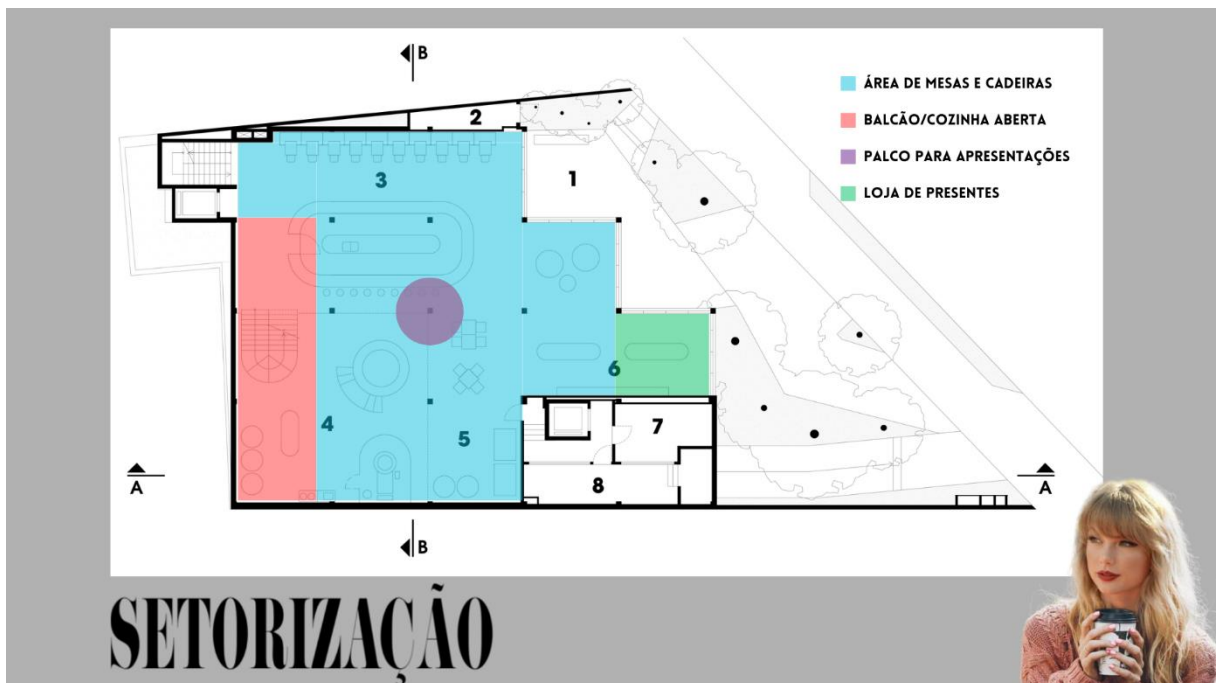 B
ÁREA DE MESAS E CADEIRAS
BALCÃO/COZINHA ABERTA
PALCO PARA APRESENTAÇÕES
LOJA DE PRESENTES
2
3
1
6
4
5
7
8
A
A
B
SETORIZAÇÃO